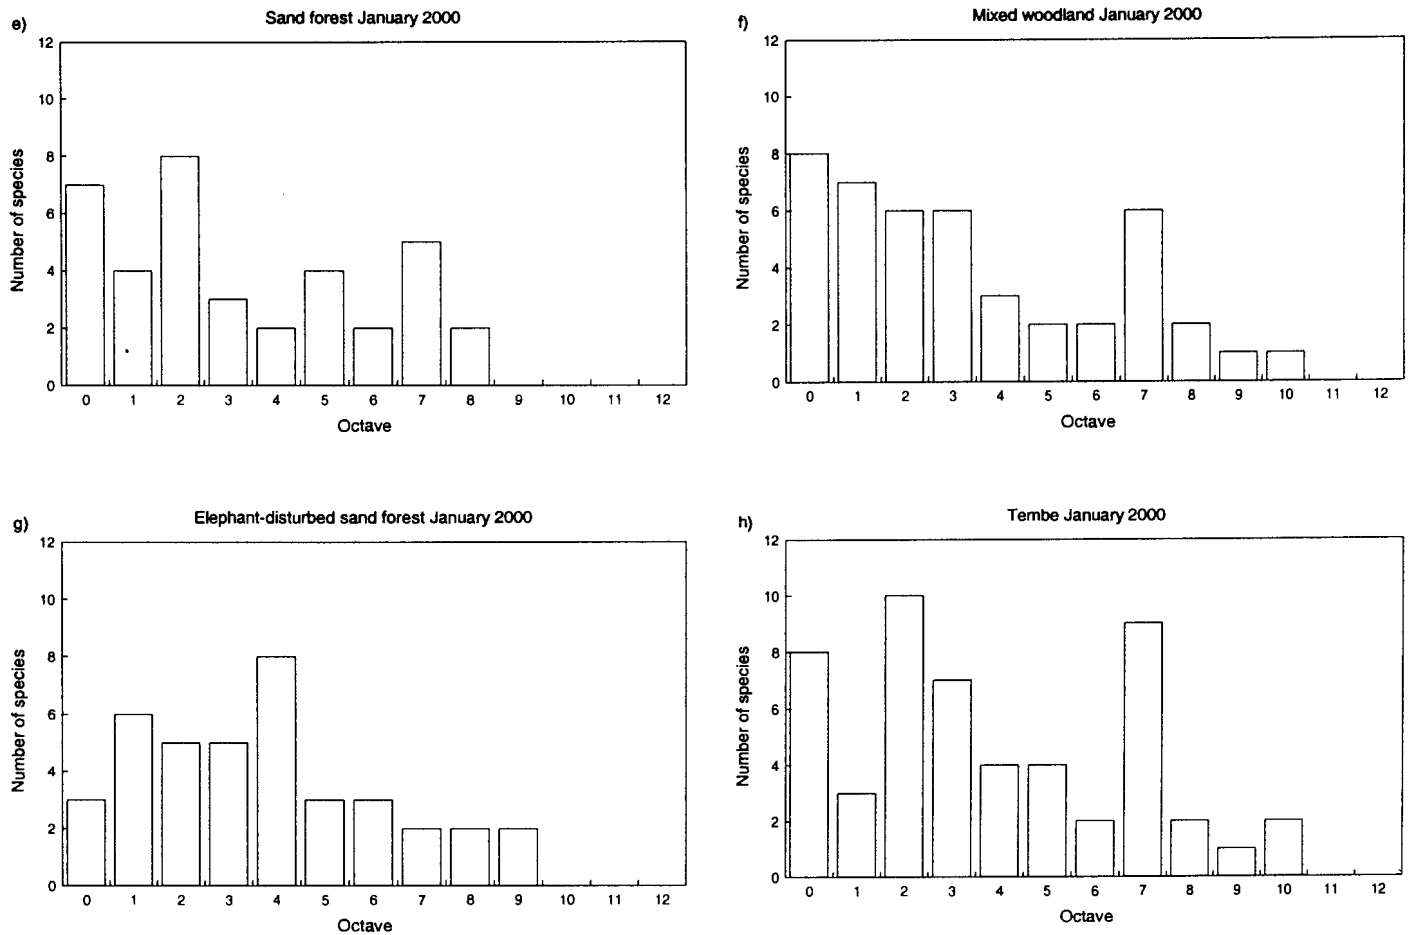 e)
Sand forest January 2000
12
10
8
6
4
2
0
Number of species
0 1 2 3 4 5 6 7 8 9 10 11 12
Octave
f)
Mixed woodland January 2000
12
10
8
6
4
2
0
Number of species
0 1 2 3 4 5 6 7 8 9 10 11 12
Octave
g)
Elephant-disturbed sand forest January 2000
12
10
8
6
4
2
0
Number of species
0 1 2 3 4 5 6 7 8 9 10 11 12
Octave
h)
Tembe January 2000
12
10
8
6
4
2
0
Number of species
0 1 2 3 4 5 6 7 8 9 10 11 12
Octave